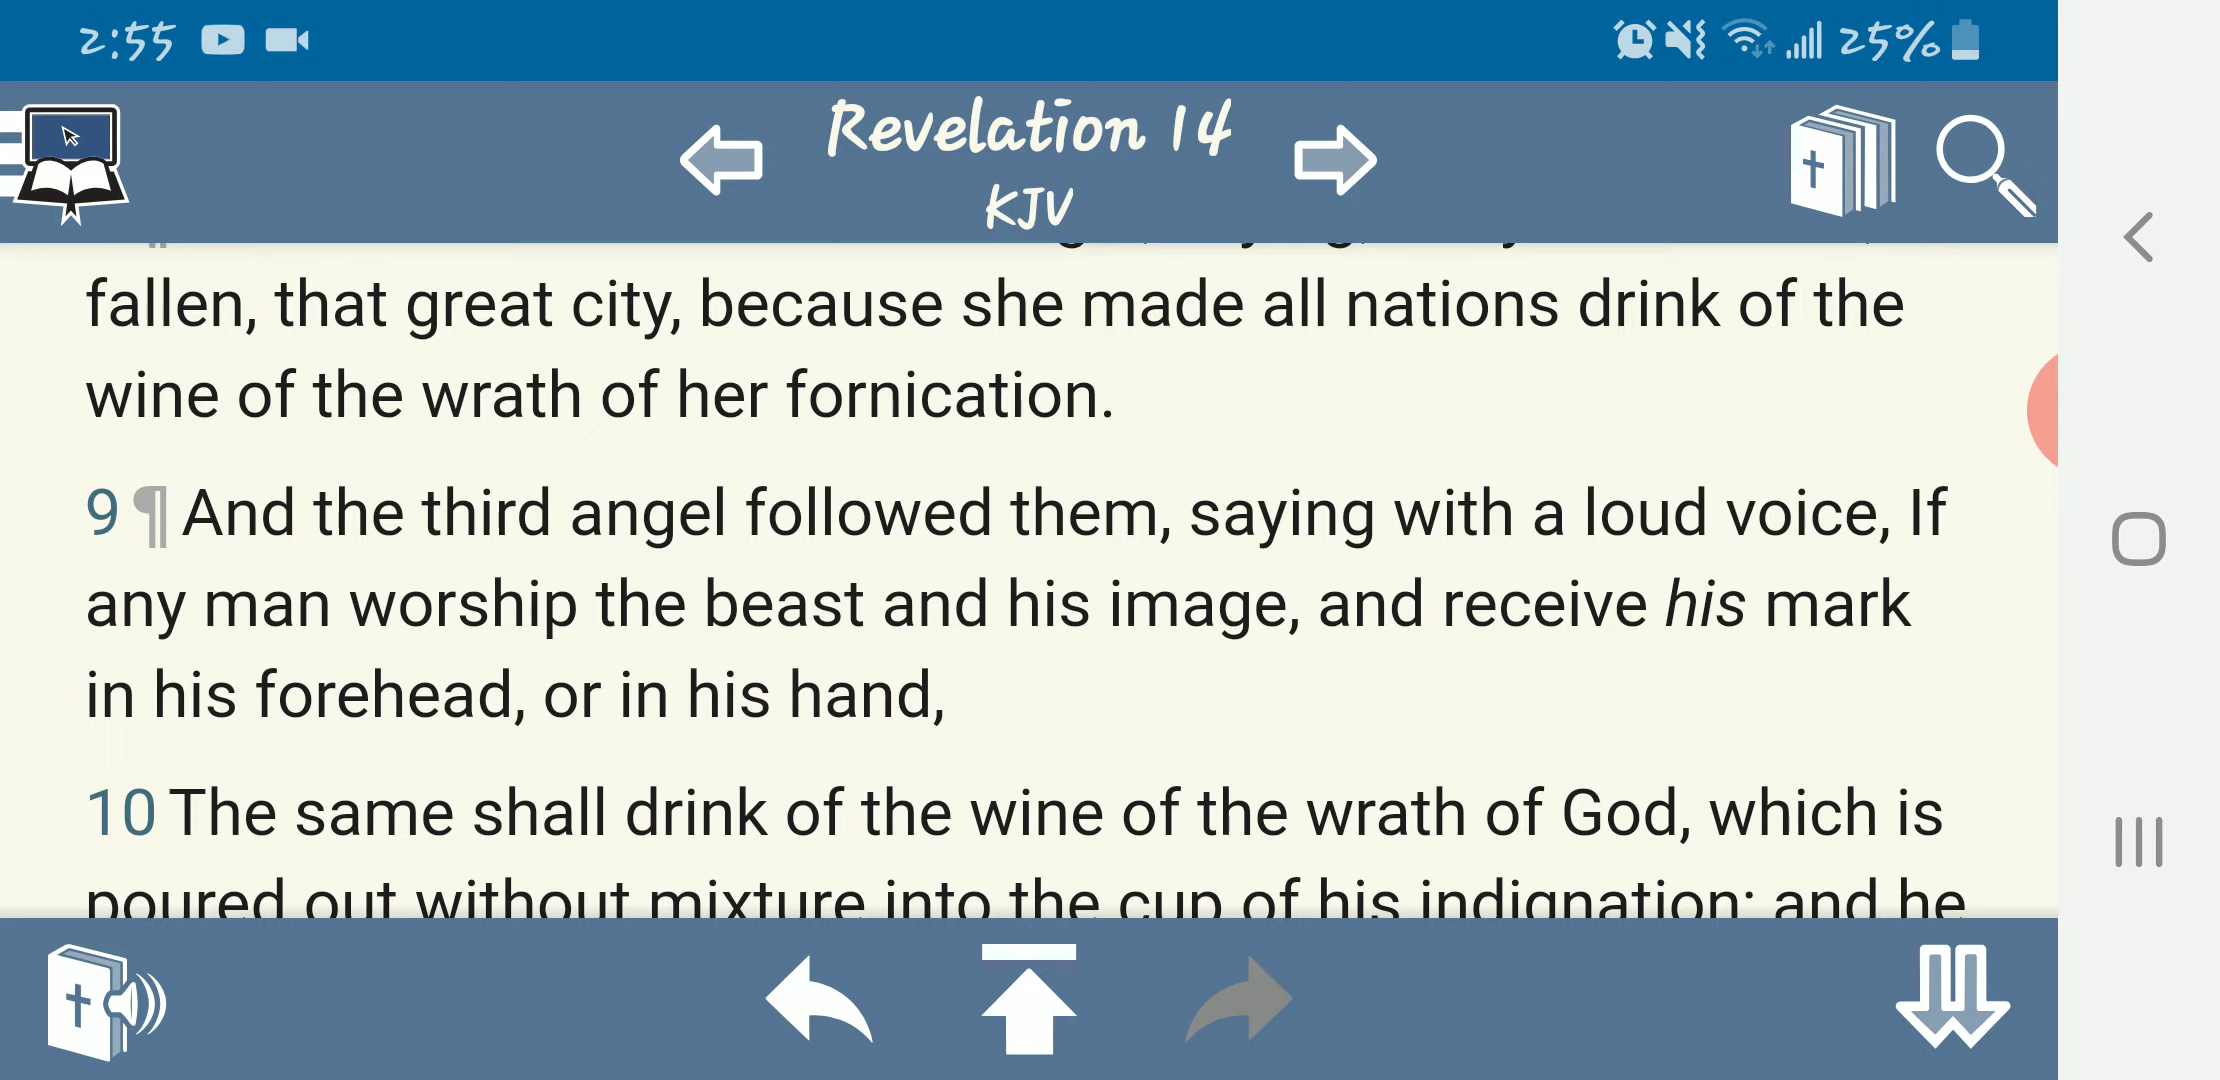 2:55
25%
Revelation 14
KJV
fallen, that great city, because she made all nations drink of the
wine of the wrath of her fornication.
9 ¶ And the third angel followed them, saying with a loud voice, If
any man worship the beast and his image, and receive his mark
in his forehead, or in his hand,
10 The same shall drink of the wine of the wrath of God, which is
poured out without mixture into the cup of his indignation; and he